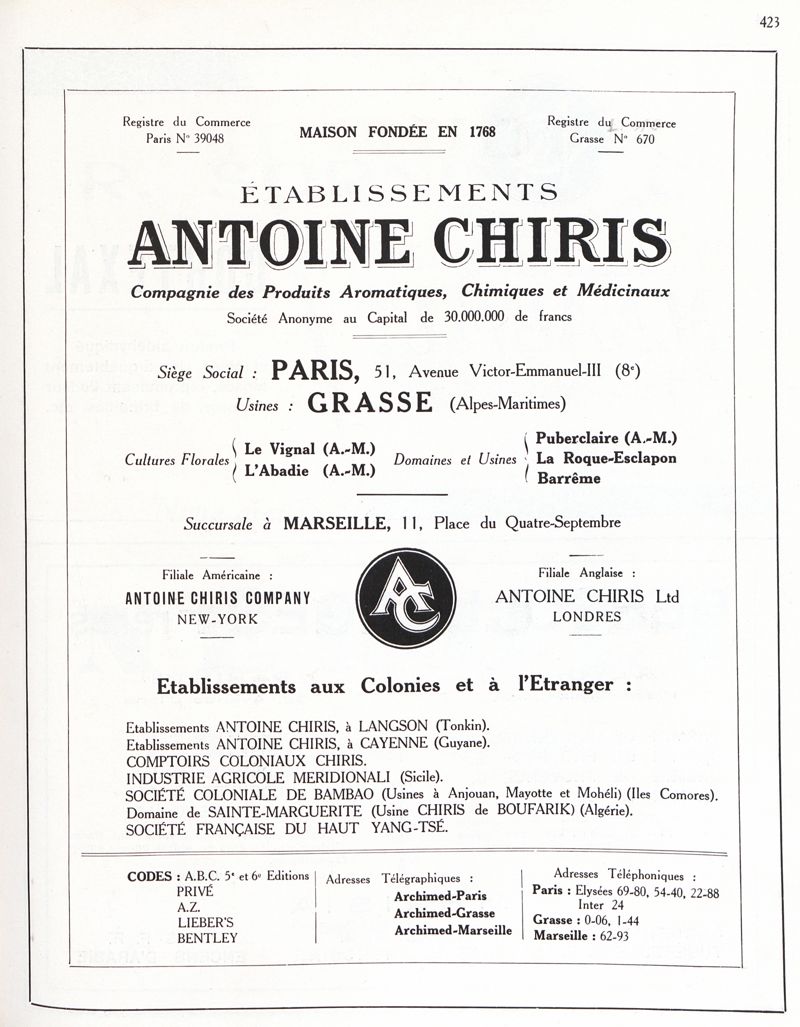 423
Registre du Commerce
Paris Nº 39048
MAISON FONDÉE EN 1768
Registre du Commerce
Grasse Nº 670
ÉTABLISSEMENTS
ANTOINE CHIRIS
Compagnie des Produits Aromatiques, Chimiques et Médicinaux
Société Anonyme au Capital de 30.000.000 de francs
Siège Social : PARIS, 51, Avenue Victor-Emmanuel-III (8ᵉ)
Usines : GRASSE (Alpes-Maritimes)
Cultures Florales
Le Vignal (A.-M.)
L'Abadie (A.-M.)
Domaines et Usines
Puberclaire (A.-M.)
La Roque-Esclapon
Barrême
Succursale à MARSEILLE, 11, Place du Quatre-Septembre
Filiale Américaine :
ANTOINE CHIRIS COMPANY
NEW-YORK
AC
Filiale Anglaise :
ANTOINE CHIRIS Ltd
LONDRES
Etablissements aux Colonies et à l'Etranger :
Etablissements ANTOINE CHIRIS, à LANGSON (Tonkin).
Etablissements ANTOINE CHIRIS, à CAYENNE (Guyane).
COMPTOIRS COLONIAUX CHIRIS.
INDUSTRIE AGRICOLE MERIDIONALI (Sicile).
SOCIÉTÉ COLONIALE DE BAMBAO (Usines à Anjouan, Mayotte et Mohéli) (Iles Comores).
Domaine de SAINTE-MARGUERITE (Usine CHIRIS de BOUFARIK) (Algérie).
SOCIÉTÉ FRANÇAISE DU HAUT YANG-TSÉ.
CODES : A.B.C. 5ᵉ et 6ᵉ Editions
PRIVÉ
A.Z.
LIEBER'S
BENTLEY
Adresses Télégraphiques :
Archimed-Paris
Archimed-Grasse
Archimed-Marseille
Adresses Téléphoniques :
Paris : Elysées 69-80, 54-40, 22-88
Inter 24
Grasse : 0-06, 1-44
Marseille : 62-93